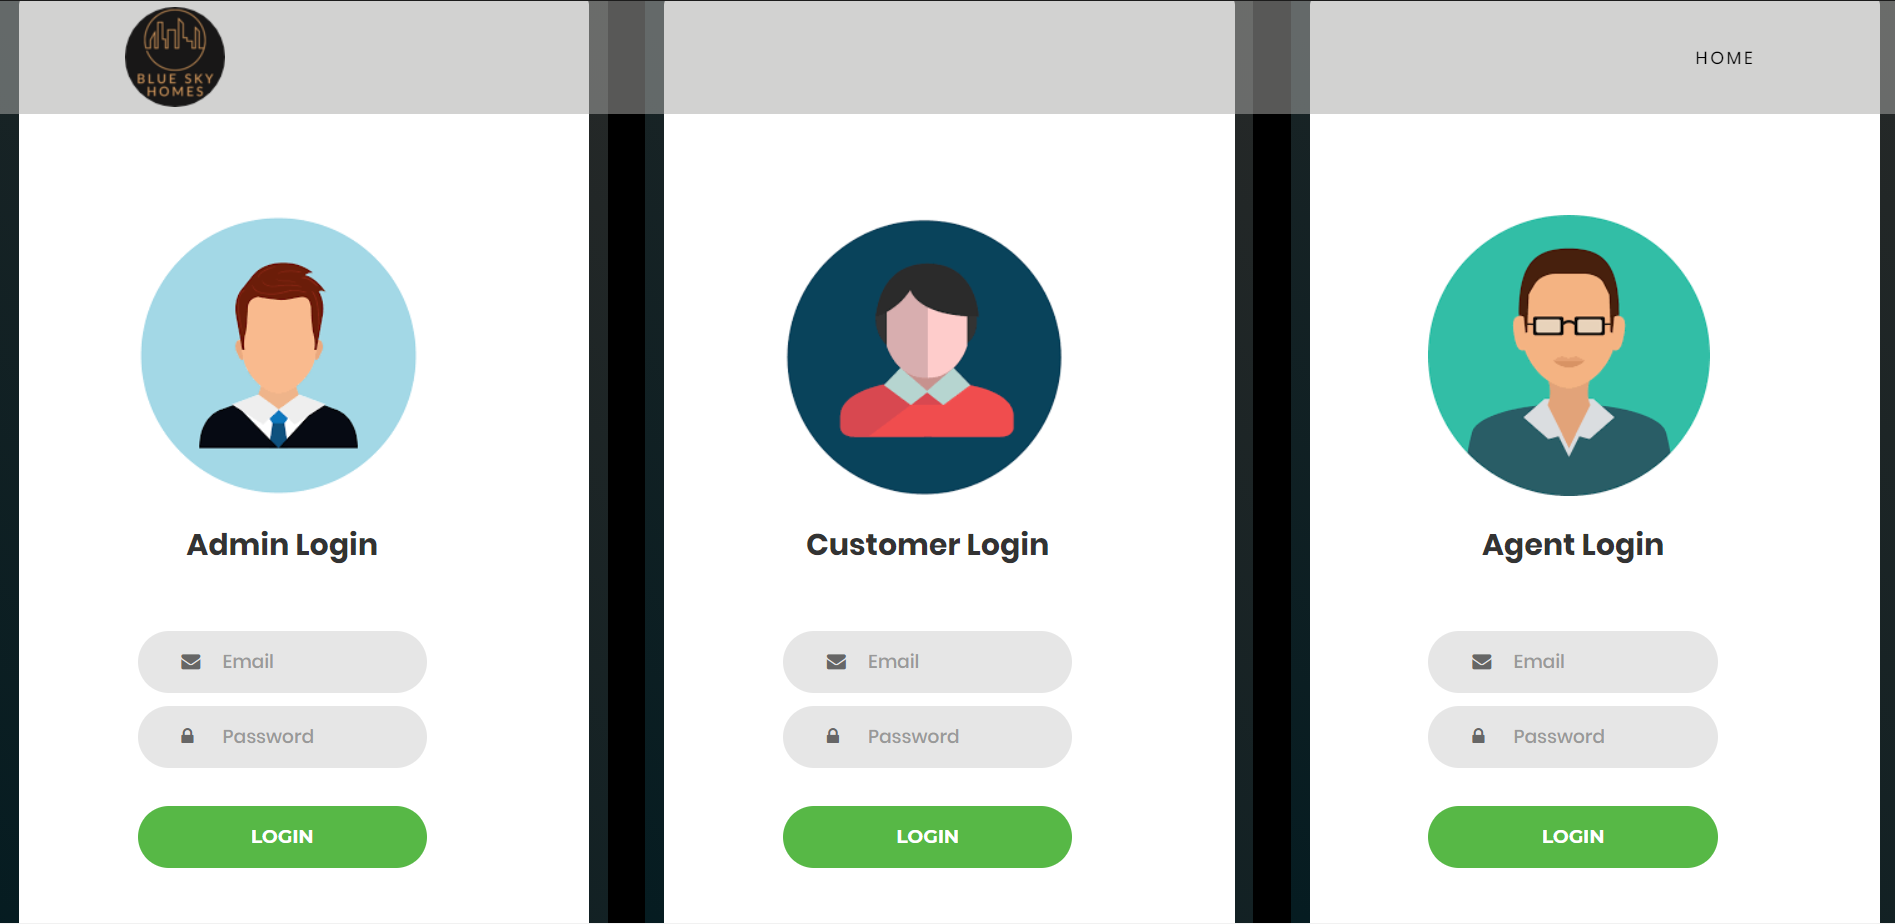 BLUE SKY
HOMES
HOME
Admin Login
Email
Password
LOGIN
Customer Login
Email
Password
LOGIN
Agent Login
Email
Password
LOGIN